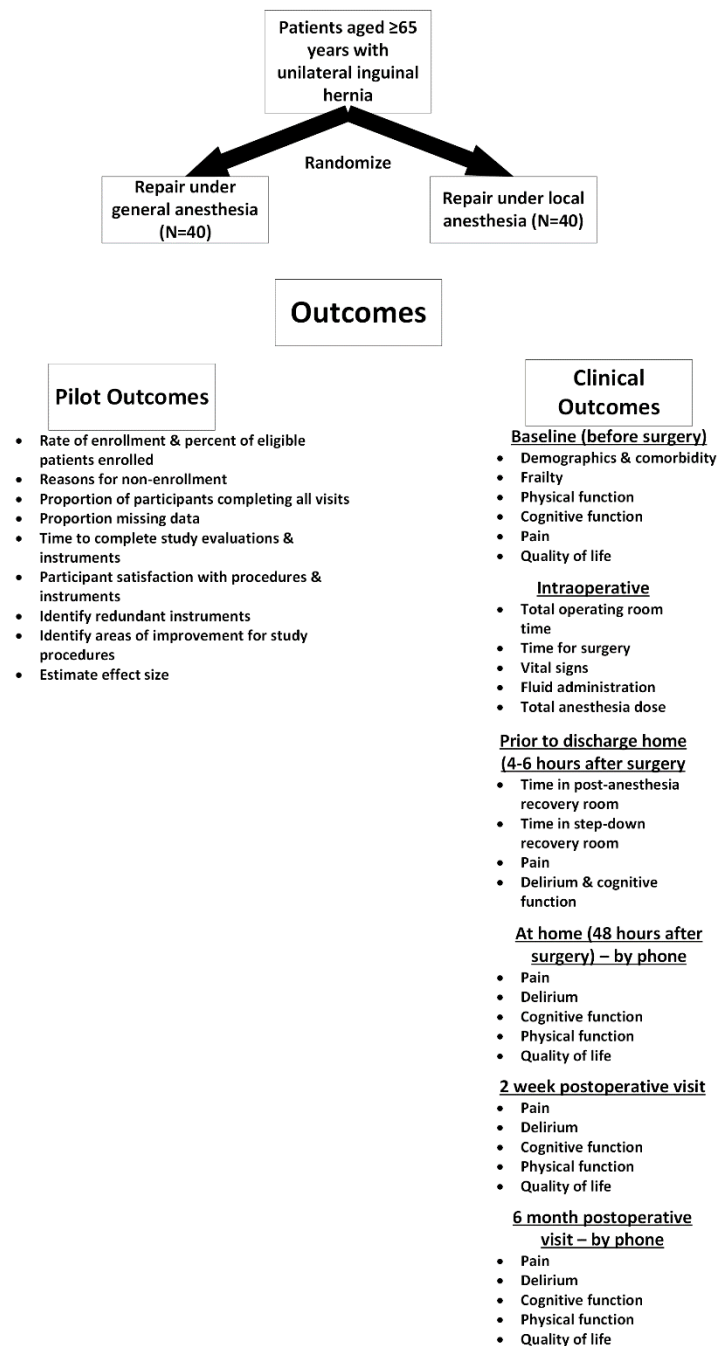 Patients aged ≥65
years with
unilateral inguinal
hernia
Randomize
Repair under
general anesthesia
(N=40)
Repair under local
anesthesia (N=40)
Outcomes
Pilot Outcomes
• Rate of enrollment & percent of eligible
patients enrolled
• Reasons for non-enrollment
• Proportion of participants completing all visits
• Proportion missing data
• Time to complete study evaluations &
instruments
• Participant satisfaction with procedures &
instruments
• Identify redundant instruments
• Identify areas of improvement for study
procedures
• Estimate effect size
Clinical
Outcomes
Baseline (before surgery)
• Demographics & comorbidity
• Frailty
• Physical function
• Cognitive function
• Pain
• Quality of life
Intraoperative
• Total operating room
time
• Time for surgery
• Vital signs
• Fluid administration
• Total anesthesia dose
Prior to discharge home
(4-6 hours after surgery
• Time in post-anesthesia
recovery room
• Time in step-down
recovery room
• Pain
• Delirium & cognitive
function
At home (48 hours after
surgery) – by phone
• Pain
• Delirium
• Cognitive function
• Physical function
• Quality of life
2 week postoperative visit
• Pain
• Delirium
• Cognitive function
• Physical function
• Quality of life
6 month postoperative
visit – by phone
• Pain
• Delirium
• Cognitive function
• Physical function
• Quality of life